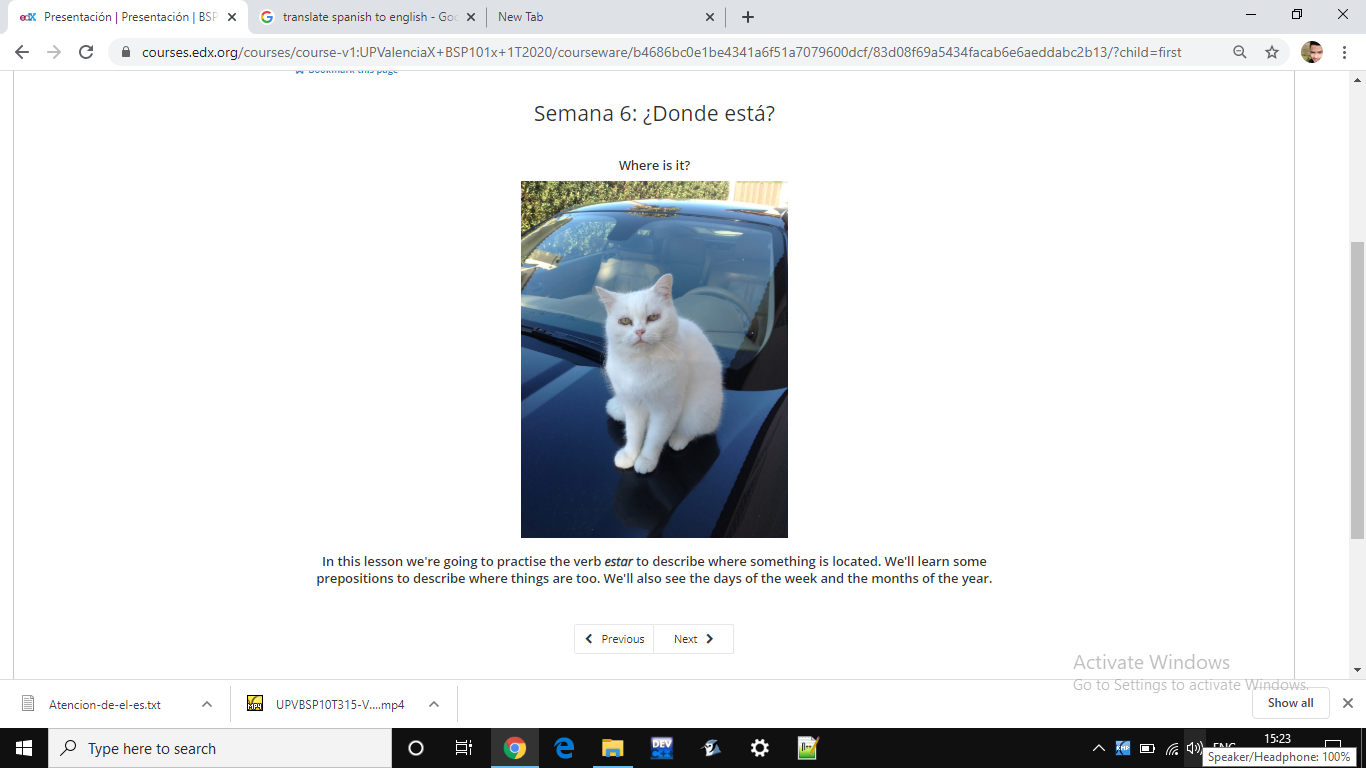 Presentación | Presentación | BSP
translate spanish to english - Goo
New Tab
courses.edx.org/courses/course-v1:UPValenciaX+BSP101x+1T2020/courseware/b4686bc0e1be4341a6f51a7079600dcf/83d08f69a5434facab6e6aeddabc2b13/?child=first
Bookmark this page
Semana 6: ¿Donde está?
Where is it?
In this lesson we're going to practise the verb estar to describe where something is located. We'll learn some
prepositions to describe where things are too. We'll also see the days of the week and the months of the year.
Previous Next
Activate Windows
Go to Settings to activate Windows.
Atencion-de-el-es.txt
UPVBSP10T315-V....mp4
Show all
Type here to search
DEV
KMP
ENG
15:23
Speaker/Headphone: 100%